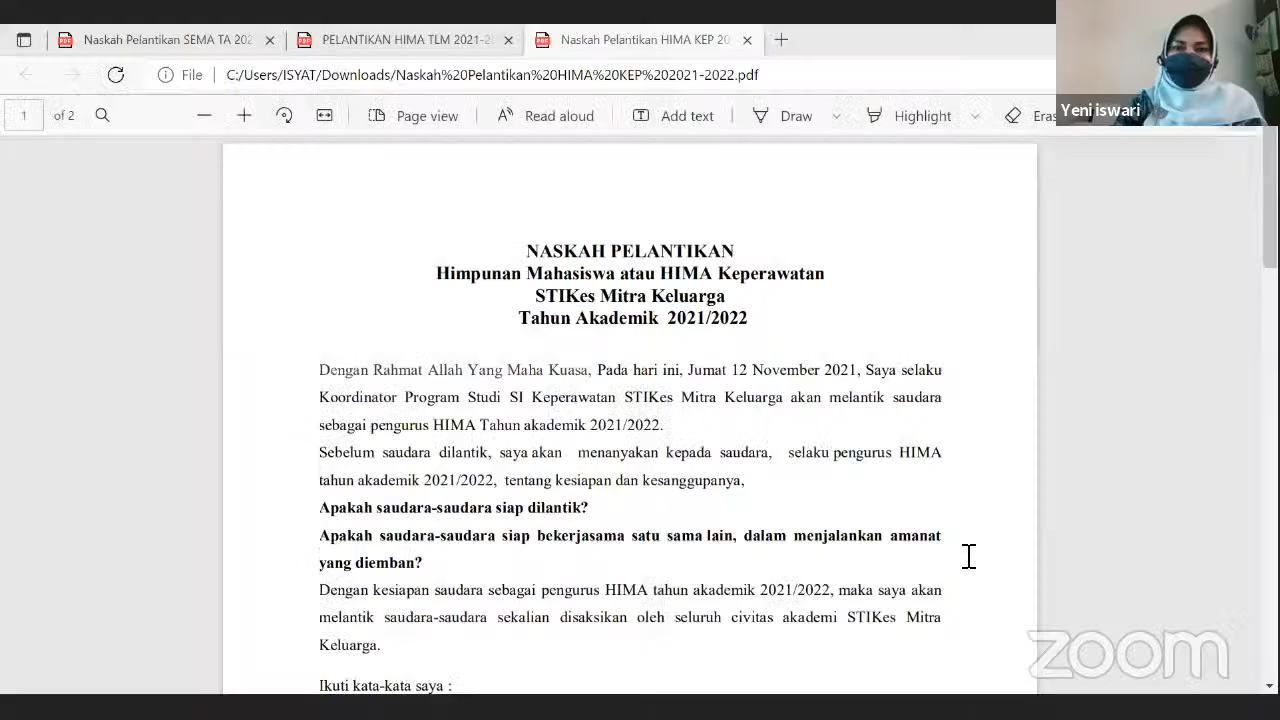 Naskah Pelantikan SEMA TA 202
PELANTIKAN HIMA TLM 2021-2
Naskah Pelantikan HIMA KEP 20
File
C:/Users/ISYAT/Downloads/Naskah%20Pelantikan%20HIMA%20KEP%202021-2022.pdf
1 of 2
Page view
Read aloud
Add text
Draw
Highlight
Eras
Yeni iswari
NASKAH PELANTIKAN
Himpunan Mahasiswa atau HIMA Keperawatan
STIKes Mitra Keluarga
Tahun Akademik 2021/2022
Dengan Rahmat Allah Yang Maha Kuasa, Pada hari ini, Jumat 12 November 2021, Saya selaku
Koordinator Program Studi SI Keperawatan STIKes Mitra Keluarga akan melantik saudara
sebagai pengurus HIMA Tahun akademik 2021/2022.
Sebelum saudara dilantik, saya akan menanyakan kepada saudara, selaku pengurus HIMA
tahun akademik 2021/2022, tentang kesiapan dan kesanggupanya,
Apakah saudara-saudara siap dilantik?
Apakah saudara-saudara siap bekerjasama satu sama lain, dalam menjalankan amanat
yang diemban?
Dengan kesiapan saudara sebagai pengurus HIMA tahun akademik 2021/2022, maka saya akan
melantik saudara-saudara sekalian disaksikan oleh seluruh civitas akademi STIKes Mitra
Keluarga.
Ikuti kata-kata saya :
zoom